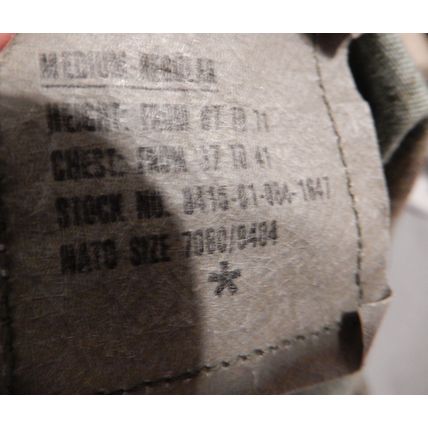 MEDIUM REGULAR
HEIGHT: FROM 67 TO 71
CHEST: FROM 37 TO 41
STOCK NO. 8415-01-084-1647
NATO SIZE 7080/9404
*